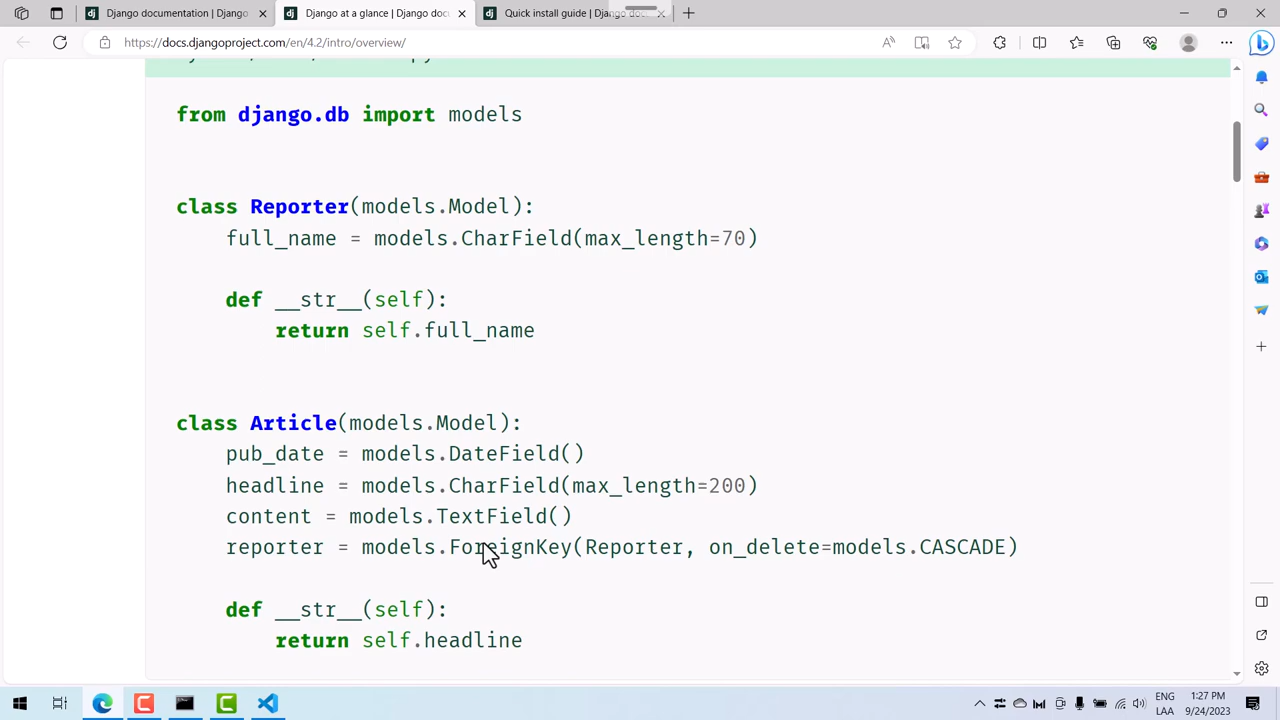 Django documentation | Django
Django at a glance | Django doc
Quick install guide | Django do
https://docs.djangoproject.com/en/4.2/intro/overview/
from django.db import models
class Reporter(models.Model):
full_name = models.CharField(max_length=70)
def __str__(self):
return self.full_name
class Article(models.Model):
pub_date = models.DateField()
headline = models.CharField(max_length=200)
content = models.TextField()
reporter = models.ForeignKey(Reporter, on_delete=models.CASCADE)
def __str__(self):
return self.headline
ENG
LAA
1:27 PM
9/24/2023